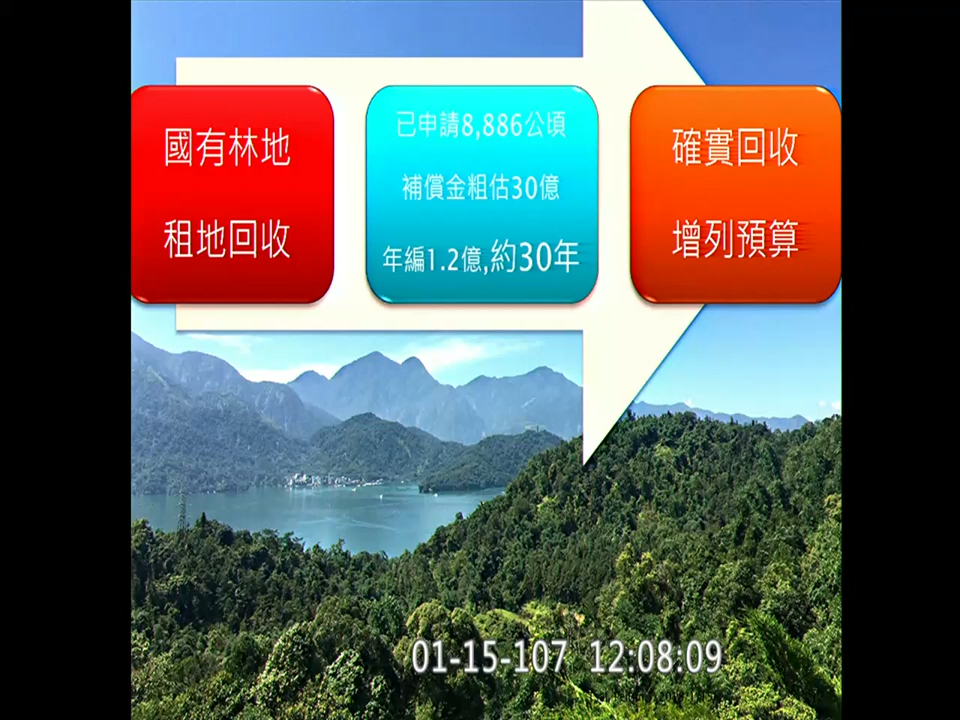 國有林地
租地回收
已申請8,886公頃
補償金粗估30億
年編1.2億,約30年
確實回收
增列預算
01-15-107 12:08:09